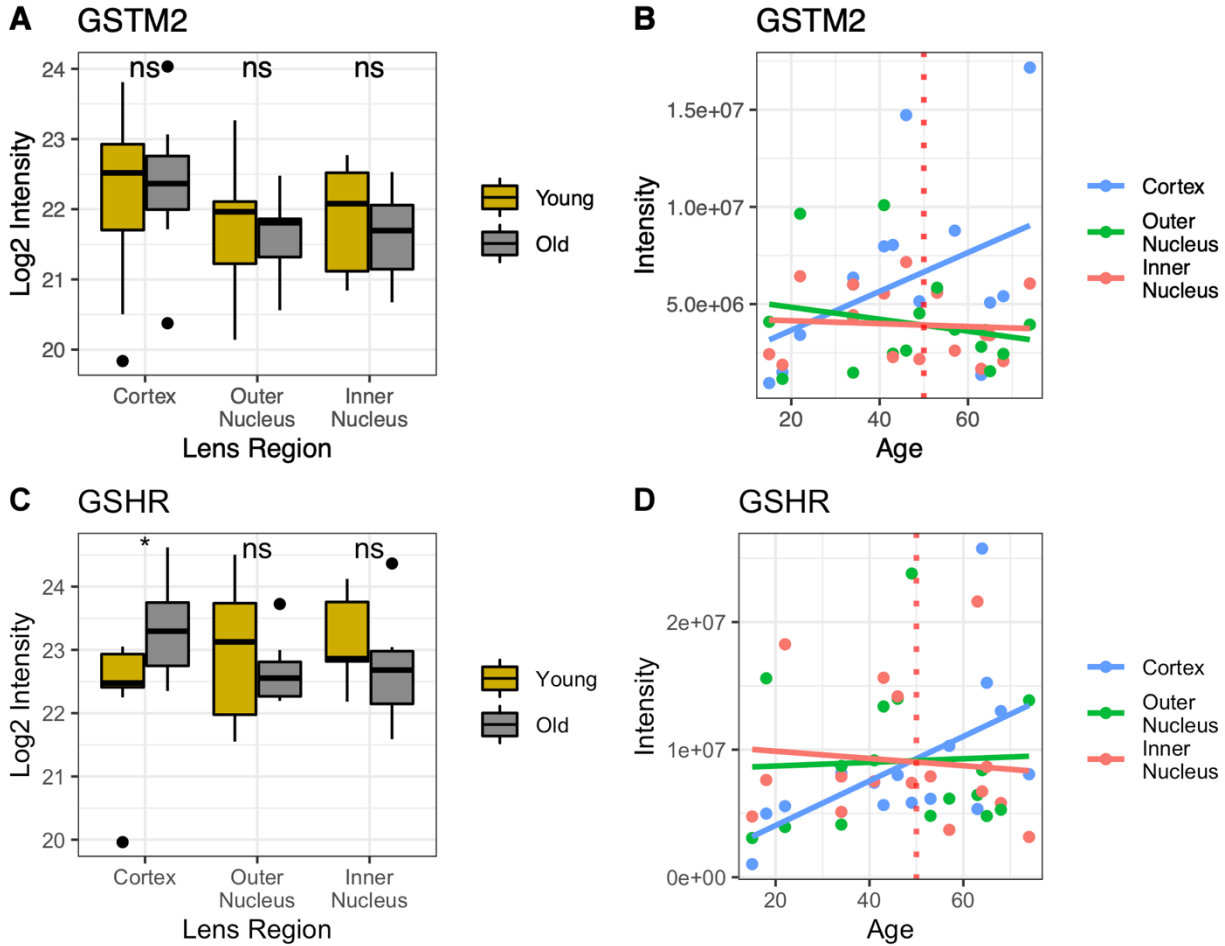 A GSTM2
Log2 Intensity
24
23
22
21
20
ns ns ns
Cortex Outer Inner
Nucleus Nucleus
Lens Region
Young
Old
B GSTM2
Intensity
1.5e+07
1.0e+07
5.0e+06
20 40 60
Age
Cortex
Outer
Nucleus
Inner
Nucleus
C GSHR
Log2 Intensity
24
23
22
21
20
* ns ns
Cortex Outer Inner
Nucleus Nucleus
Lens Region
Young
Old
D GSHR
Intensity
2e+07
1e+07
0e+00
20 40 60
Age
Cortex
Outer
Nucleus
Inner
Nucleus